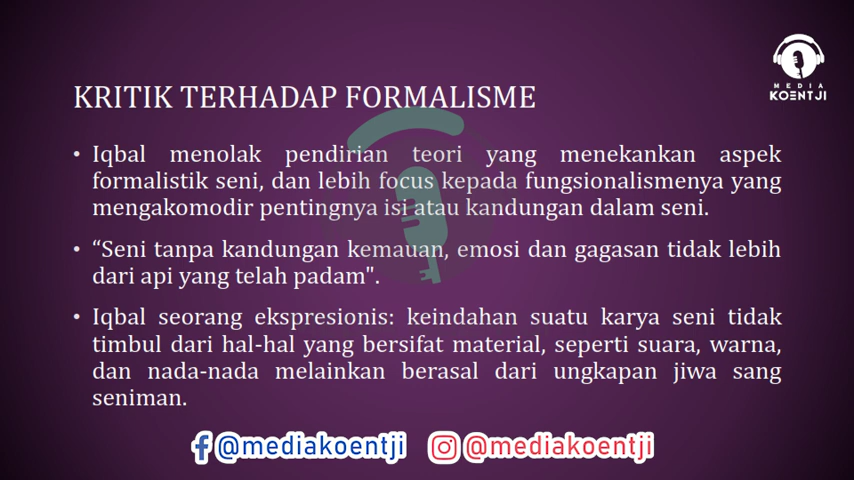 MEDIA
KOENTJI
KRITIK TERHADAP FORMALISME
• Iqbal menolak pendirian teori yang menekankan aspek
formalistik seni, dan lebih focus kepada fungsionalismenya yang
mengakomodir pentingnya isi atau kandungan dalam seni.
• “Seni tanpa kandungan kemauan, emosi dan gagasan tidak lebih
dari api yang telah padam".
• Iqbal seorang ekspresionis: keindahan suatu karya seni tidak
timbul dari hal-hal yang bersifat material, seperti suara, warna,
dan nada-nada melainkan berasal dari ungkapan jiwa sang
seniman.
@mediakoentji @mediakoentji